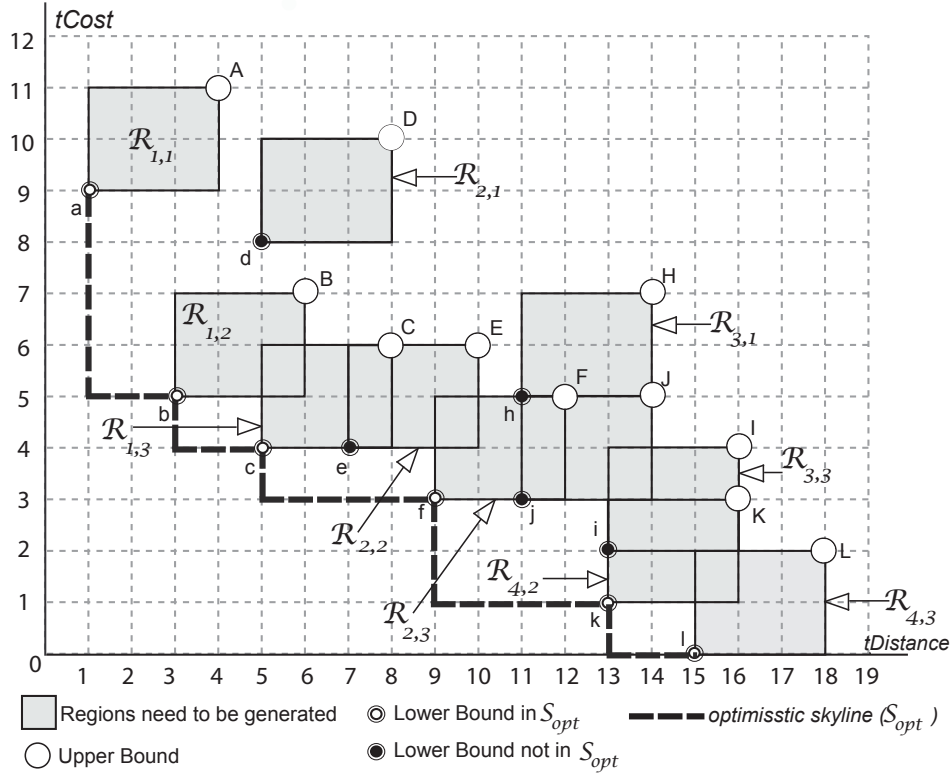 tCost
12
11
10
9
8
7
6
5
4
3
2
1
0
A
R1,1
a
D
R2,1
d
B
R1,2
b
H
R3,1
C
E
F
J
h
R1,3
c
e
I
R3,3
f
j
K
R2,2
i
L
R4,2
R2,3
k
R4,3
l
tDistance
1 2 3 4 5 6 7 8 9 10 11 12 13 14 15 16 17 18 19
Regions need to be generated
Lower Bound in Sopt
optimisstic skyline (Sopt )
Upper Bound
Lower Bound not in Sopt